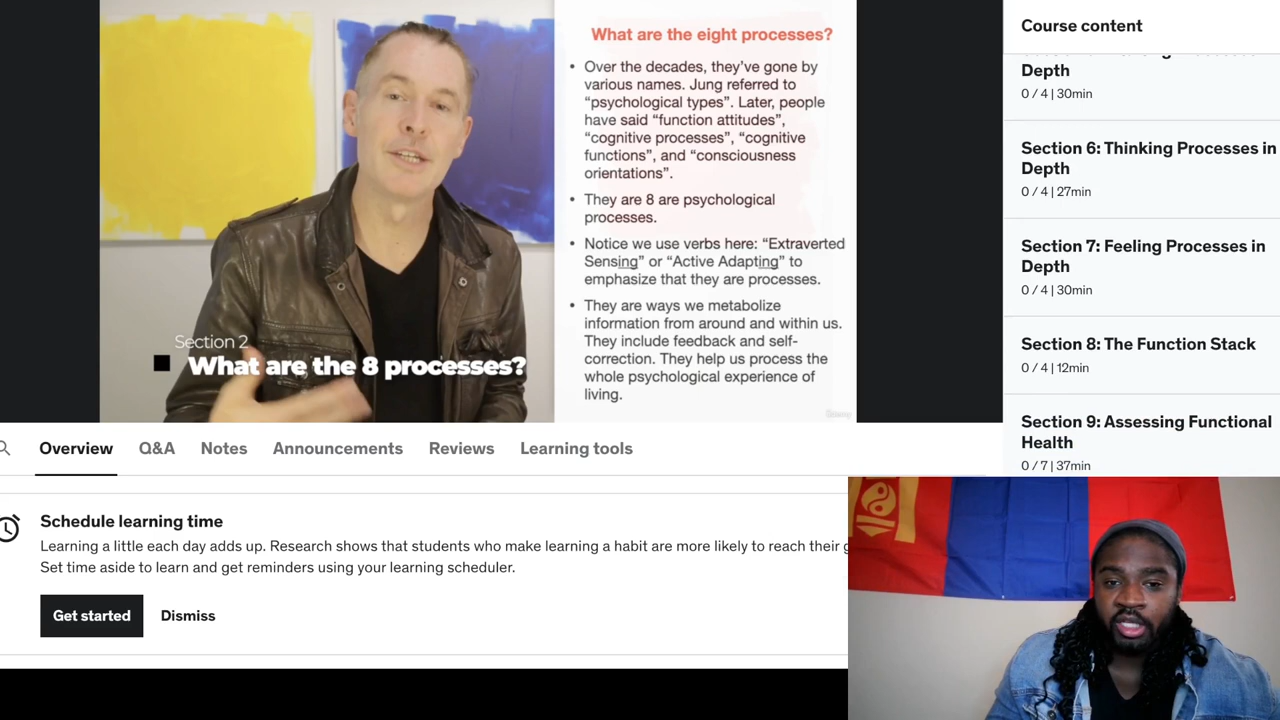 What are the eight processes?
• Over the decades, they've gone by
various names. Jung referred to
"psychological types". Later, people
have said "function attitudes",
"cognitive processes", "cognitive
functions", and "consciousness
orientations".
• They are 8 are psychological
processes.
• Notice we use verbs here: "Extraverted
Sensing" or "Active Adapting" to
emphasize that they are processes.
• They are ways we metabolize
information from around and within us.
They include feedback and self-
correction. They help us process the
whole psychological experience of
living.
Section 2
What are the 8 processes?
Course content
Depth
0 / 4 | 30min
Section 6: Thinking Processes in
Depth
0 / 4 | 27min
Section 7: Feeling Processes in
Depth
0 / 4 | 30min
Section 8: The Function Stack
0 / 4 | 12min
Section 9: Assessing Functional
Health
0 / 7 | 37min
Overview Q&A Notes Announcements Reviews Learning tools
Schedule learning time
Learning a little each day adds up. Research shows that students who make learning a habit are more likely to reach their
Set time aside to learn and get reminders using your learning scheduler.
Get started Dismiss